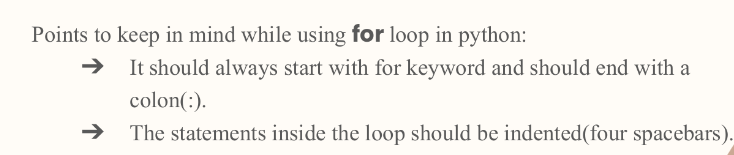 Points to keep in mind while using for loop in python:
➔ It should always start with for keyword and should end with a
colon(:).
➔ The statements inside the loop should be indented(four spacebars).